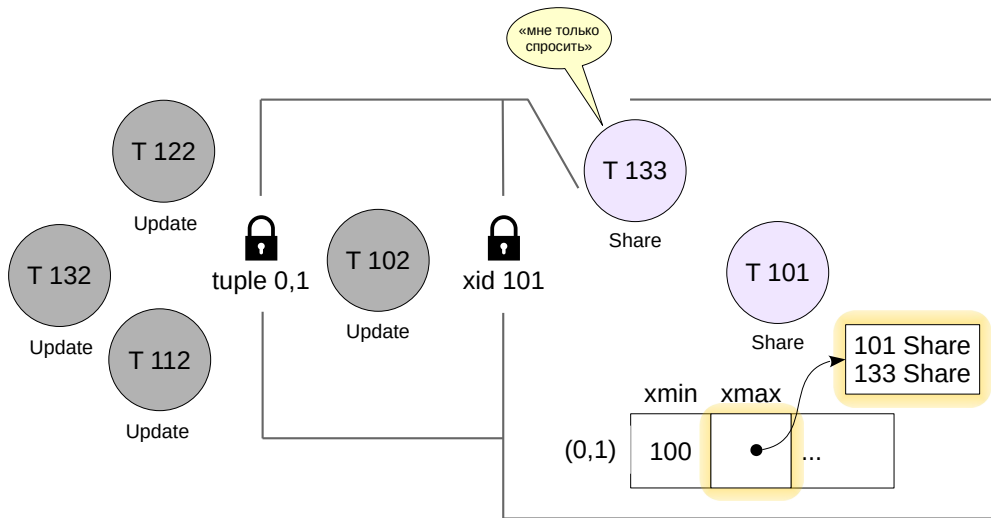 «мне только
спросить»
T 122
Update
T 133
Share
T 132
Update
tuple 0,1
T 102
Update
xid 101
T 101
Share
T 112
Update
101 Share
133 Share
xmin xmax
(0,1) 100 ...